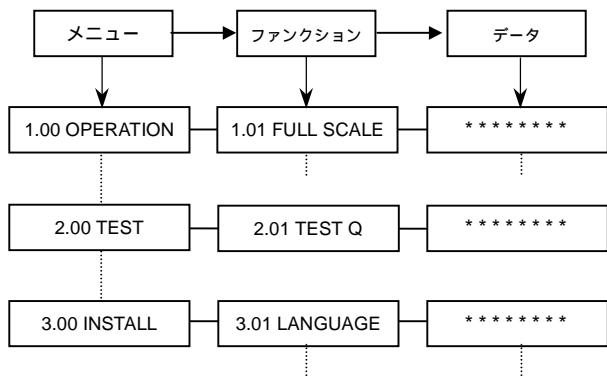 メニュー ファンクション データ
1.00 OPERATION 1.01 FULL SCALE ********
2.00 TEST 2.01 TEST Q ********
3.00 INSTALL 3.01 LANGUAGE ********